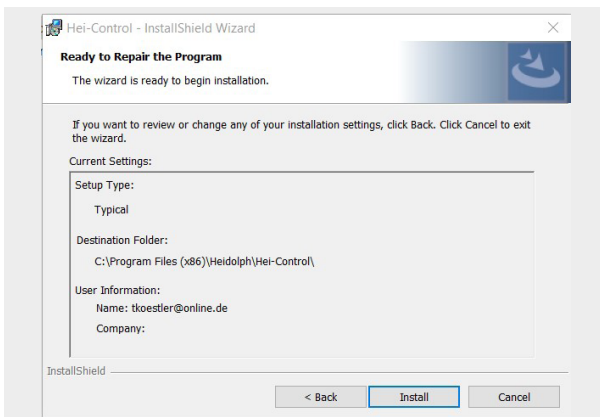 Hei-Control - InstallShield Wizard
Ready to Repair the Program
The wizard is ready to begin installation.
If you want to review or change any of your installation settings, click Back. Click Cancel to exit
the wizard.
Current Settings:
Setup Type:
Typical
Destination Folder:
C:\Program Files (x86)\Heidolph\Hei-Control\
User Information:
Name: tkoestler@online.de
Company:
InstallShield
< Back
Install
Cancel